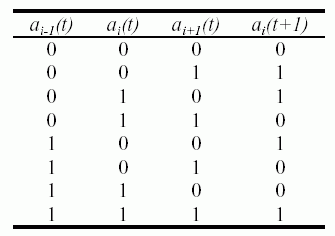 a_{i-1}(t) a_i(t) a_{i+1}(t) a_i(t+1)
0 0 0 0
0 0 1 1
0 1 0 1
0 1 1 0
1 0 0 1
1 0 1 0
1 1 0 0
1 1 1 1